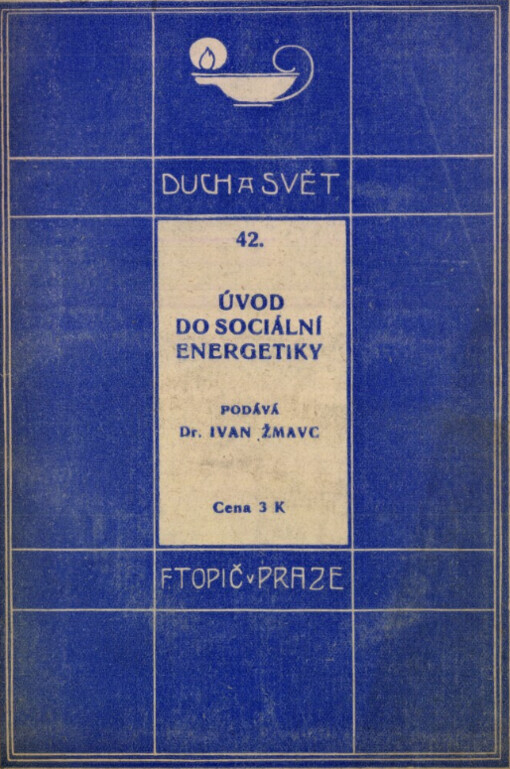 DUCH A SVĚT
42.
ÚVOD
DO SOCIÁLNÍ
ENERGETIKY
PODÁVÁ
Dr. IVAN ŽMAVC
Cena 3 K
F. TOPIČ V PRAZE